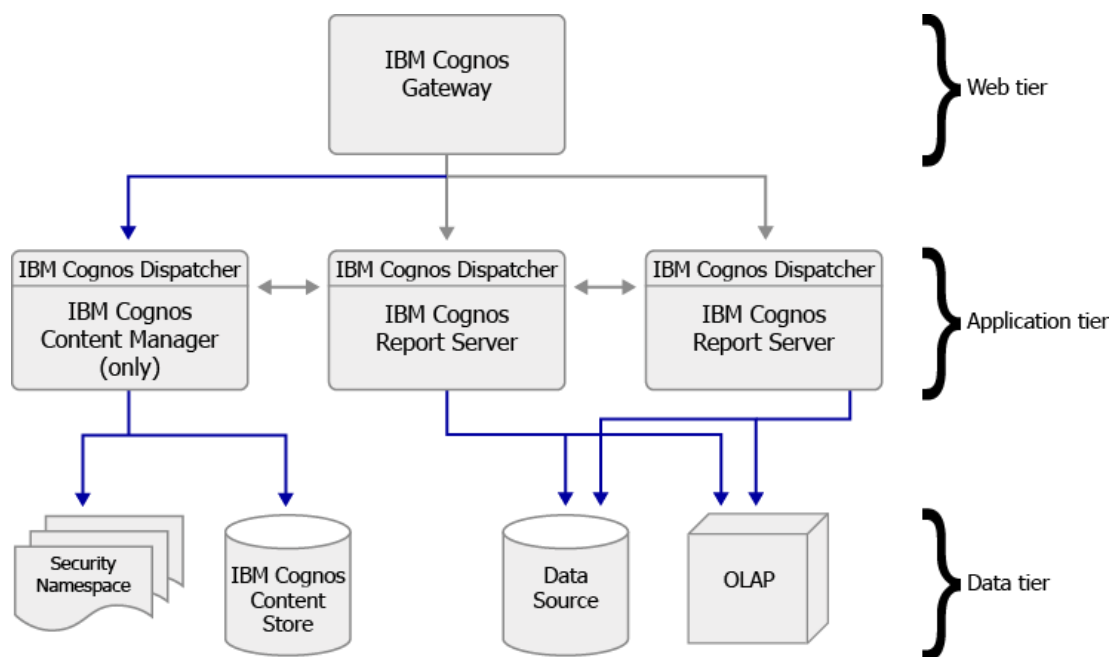 IBM Cognos
Gateway
Web tier
IBM Cognos Dispatcher
IBM Cognos
Content Manager
(only)
IBM Cognos Dispatcher
IBM Cognos
Report Server
IBM Cognos Dispatcher
IBM Cognos
Report Server
Application tier
Security
Namespace
IBM Cognos
Content
Store
Data
Source
OLAP
Data tier